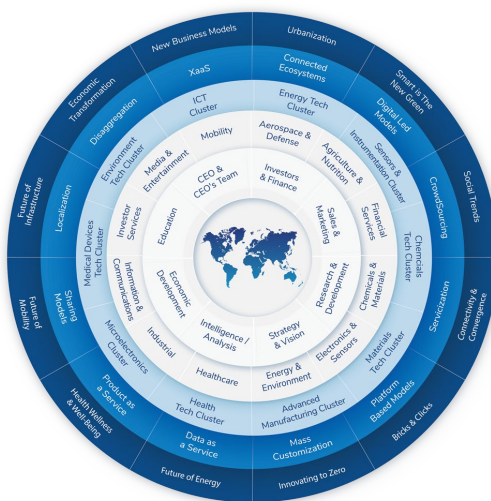 New Business Models
Urbanization
Smart is The
New Green
Social Trends
Connectivity &
Convergence
Bricks & Clicks
Innovating to Zero
Future of Energy
Health Wellness
& Well-Being
Future of
Mobility
Future of
Infrastructure
Economic
Transformation
XaaS
Connected
Ecosystems
Digital Led
Models
CrowdSourcing
Servicization
Platform
Based Models
Mass
Customization
Data as
a Service
Product as
a Service
Sharing
Models
Localization
Disaggregation
ICT
Cluster
Energy Tech
Cluster
Sensors &
Instrumentation Cluster
Chemcials
Tech Cluster
Materials
Tech Cluster
Advanced
Manufacturing Cluster
Health
Tech Cluster
Microelectronics
Cluster
Medical Devices
Tech Cluster
Environment
Tech Cluster
Mobility
Aerospace &
Defense
Agriculture &
Nutrition
Financial
Services
Chemicals &
Materials
Electronics &
Sensors
Energy &
Environment
Healthcare
Industrial
Information &
Communications
Investor
Services
Media &
Entertainment
CEO &
CEO's Team
Investors
& Finance
Sales &
Marketing
Research &
Development
Strategy
& Vision
Intelligence /
Analysis
Economic
Development
Education